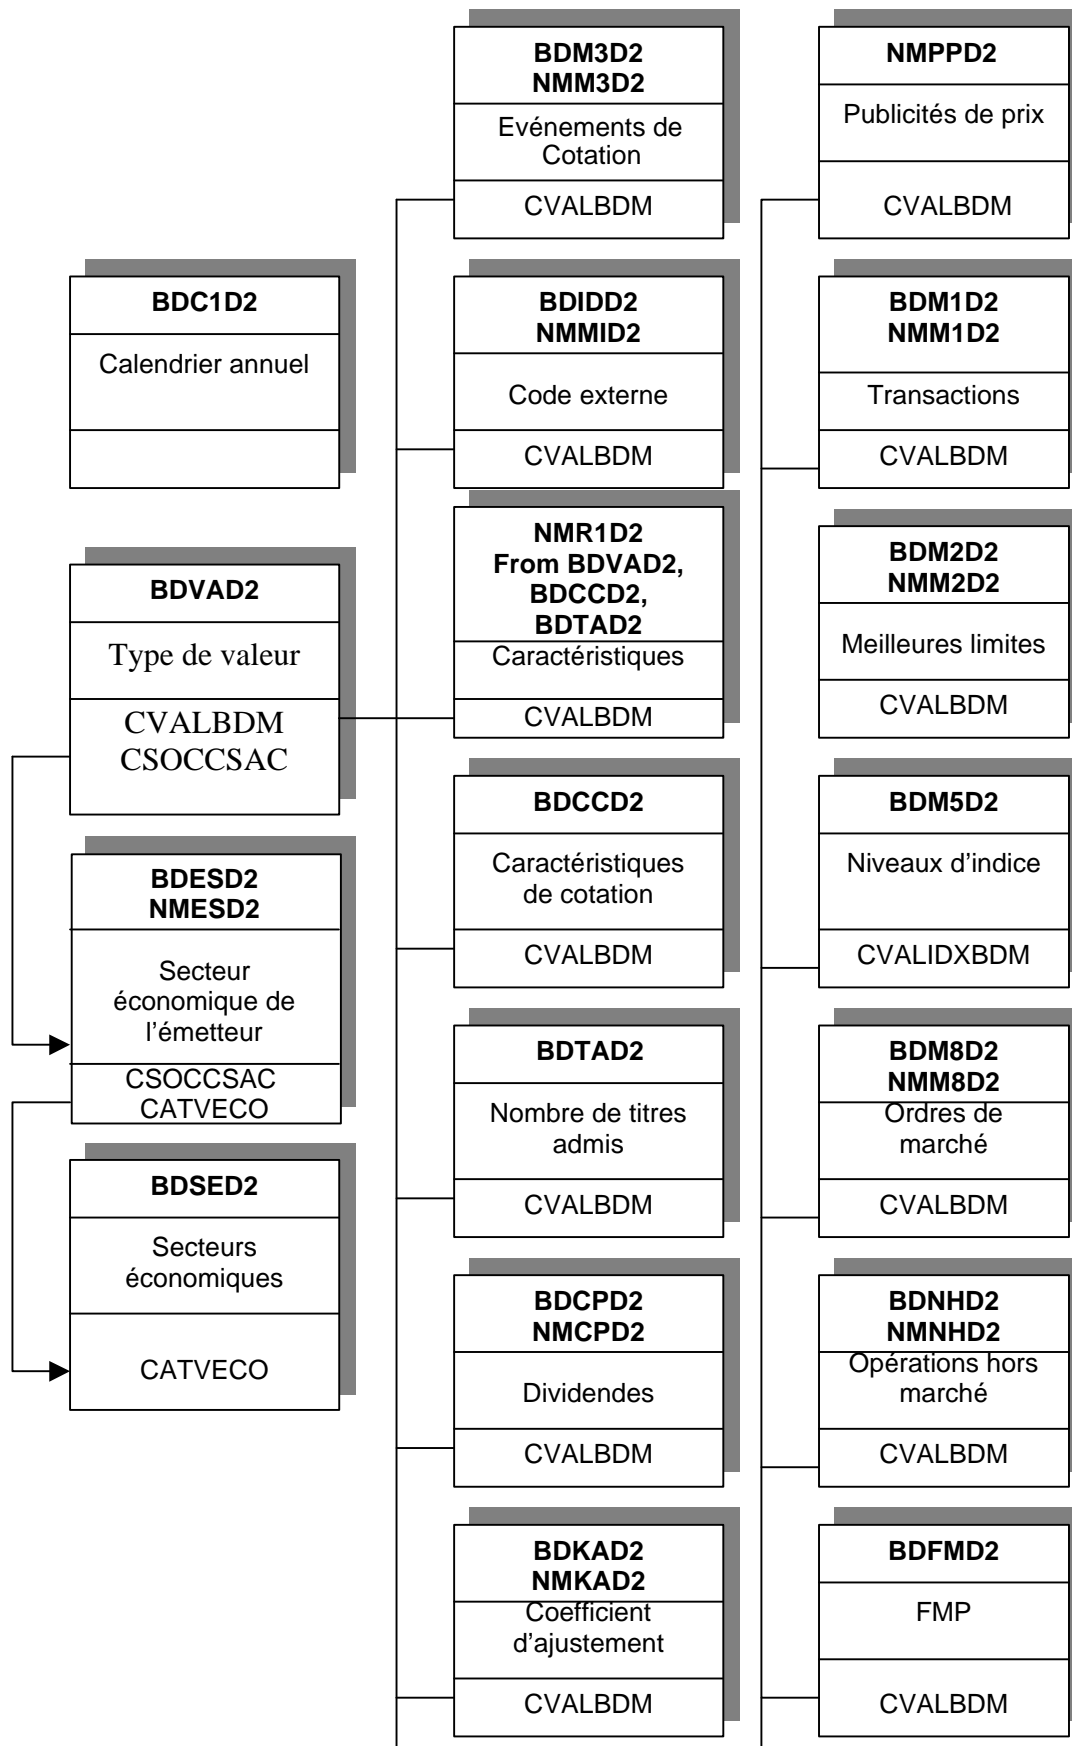 BDC1D2
Calendrier annuel
BDVAD2
Type de valeur
CVALBDM
CSOCCSAC
BDESD2
NMESD2
Secteur
économique de
l'émetteur
CSOCCSAC
CATVECO
BDSED2
Secteurs
économiques
CATVECO
BDM3D2
NMM3D2
Evénements de
Cotation
CVALBDM
BDIDD2
NMMID2
Code externe
CVALBDM
NMR1D2
From BDVAD2,
BDCCD2,
BDTAD2
Caractéristiques
CVALBDM
BDCCD2
Caractéristiques
de cotation
CVALBDM
BDTAD2
Nombre de titres
admis
CVALBDM
BDCPD2
NMCPD2
Dividendes
CVALBDM
BDKAD2
NMKAD2
Coefficient
d'ajustement
CVALBDM
NMPPD2
Publicités de prix
CVALBDM
BDM1D2
NMM1D2
Transactions
CVALBDM
BDM2D2
NMM2D2
Meilleures limites
CVALBDM
BDM5D2
Niveaux d'indice
CVALIDXBDM
BDM8D2
NMM8D2
Ordres de
marché
CVALBDM
BDNHD2
NMNHD2
Opérations hors
marché
CVALBDM
BDFMD2
FMP
CVALBDM